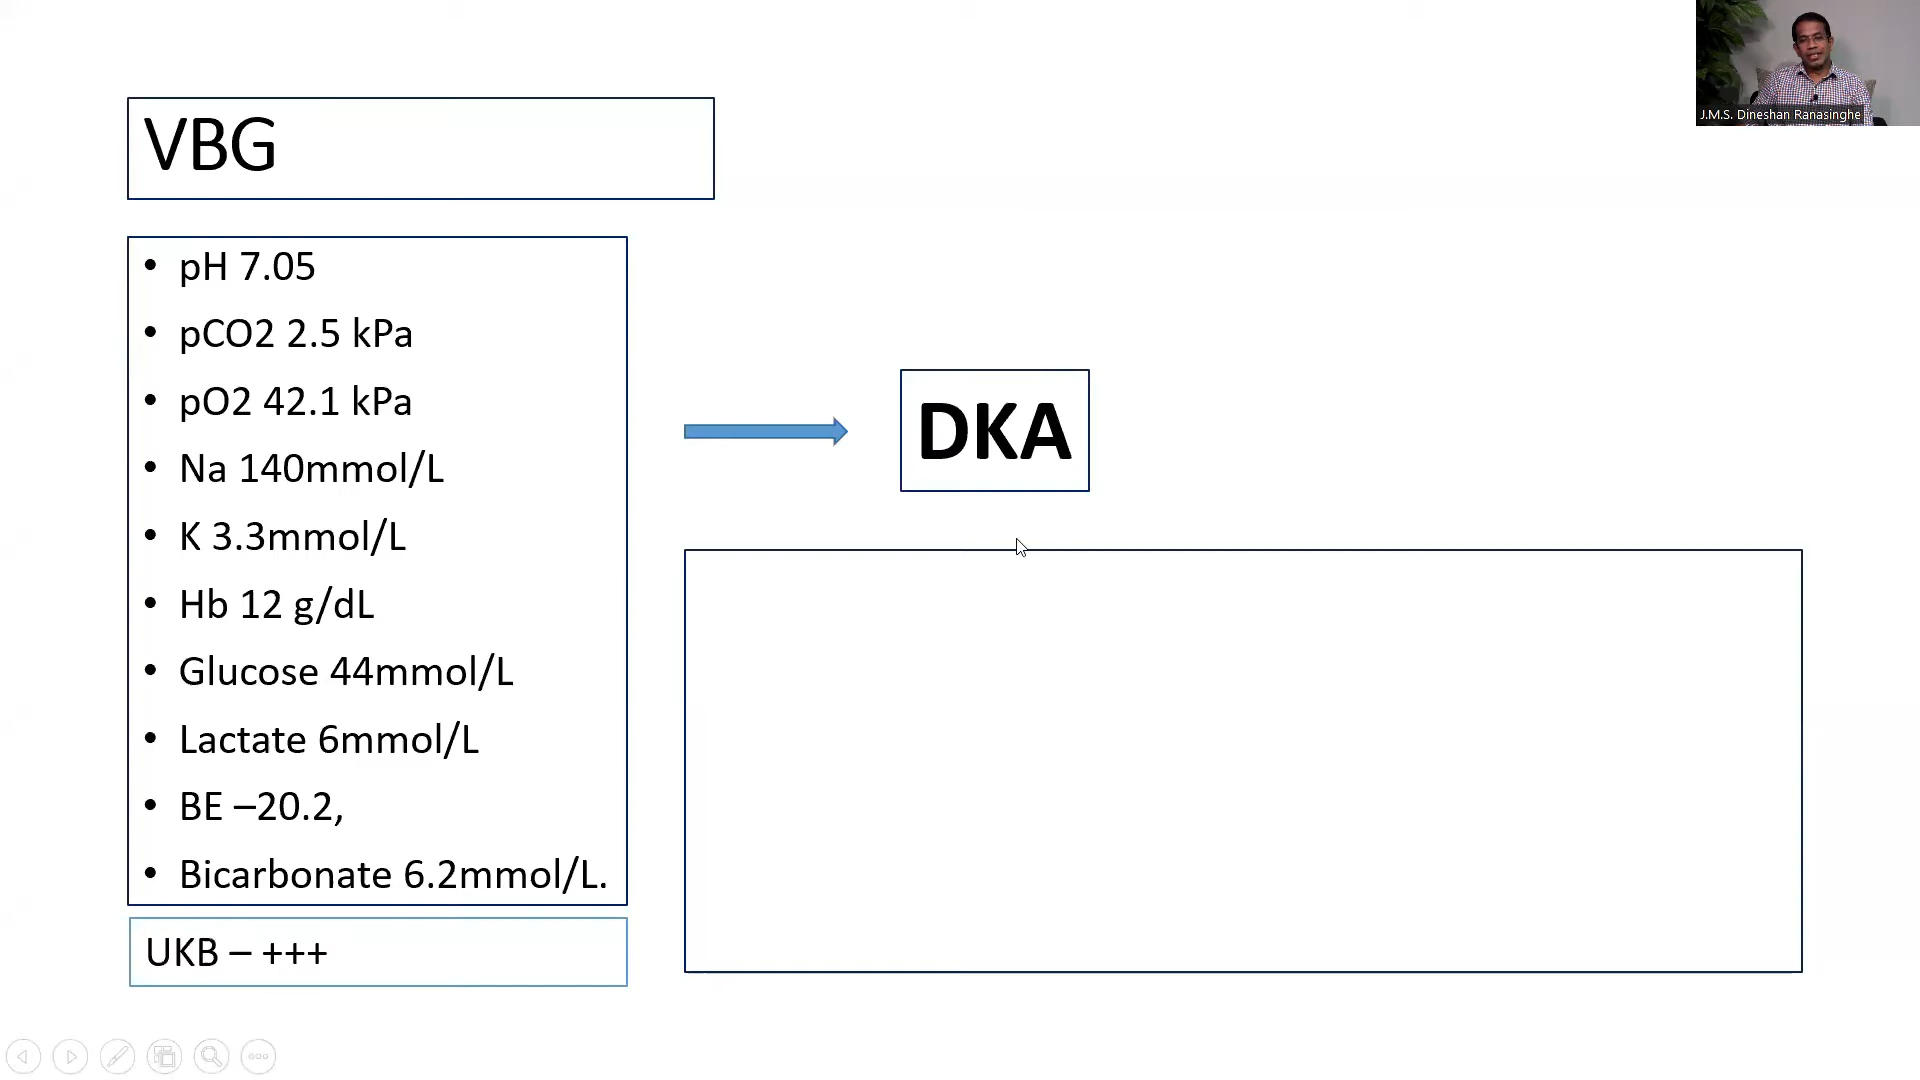 VBG
• pH 7.05
• pCO2 2.5 kPa
• pO2 42.1 kPa
• Na 140mmol/L
• K 3.3mmol/L
• Hb 12 g/dL
• Glucose 44mmol/L
• Lactate 6mmol/L
• BE –20.2,
• Bicarbonate 6.2mmol/L.
UKB – +++
DKA
J.M.S. Dineshan Ranasinghe